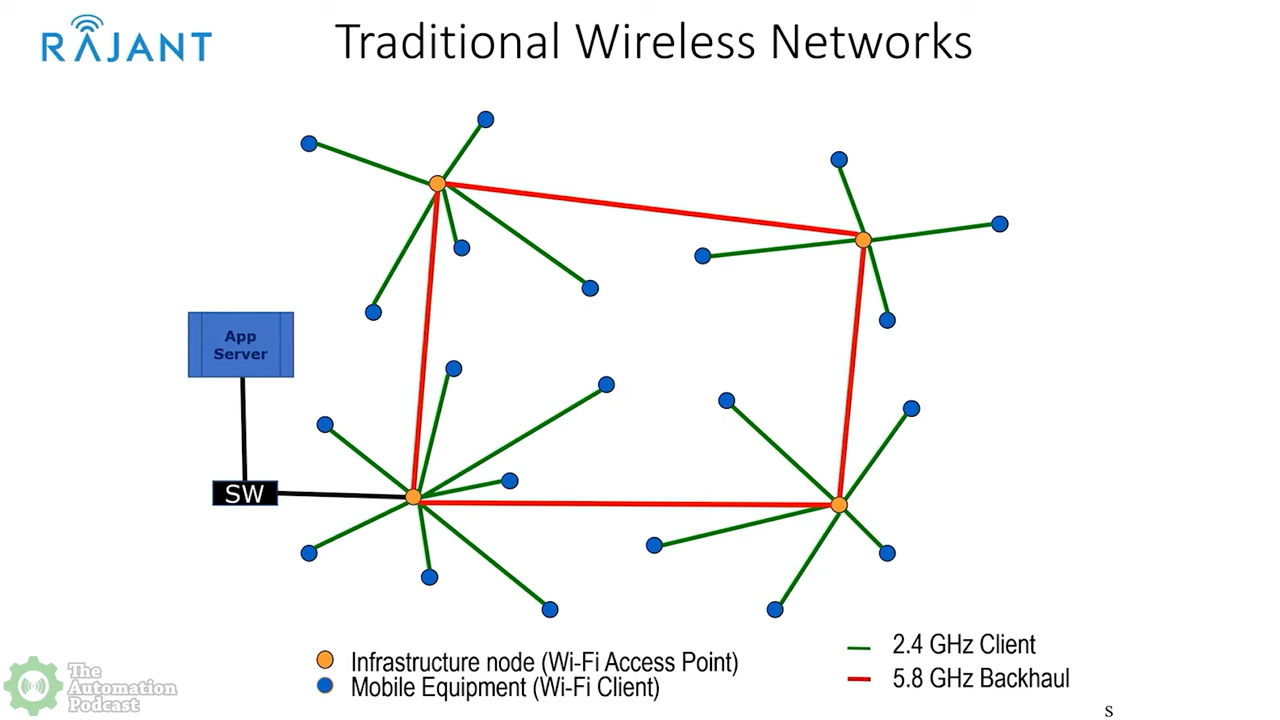 RAJANT
Traditional Wireless Networks
App
Server
SW
Infrastructure node (Wi-Fi Access Point)
Mobile Equipment (Wi-Fi Client)
2.4 GHz Client
5.8 GHz Backhaul
The
Automation
Podcast
s